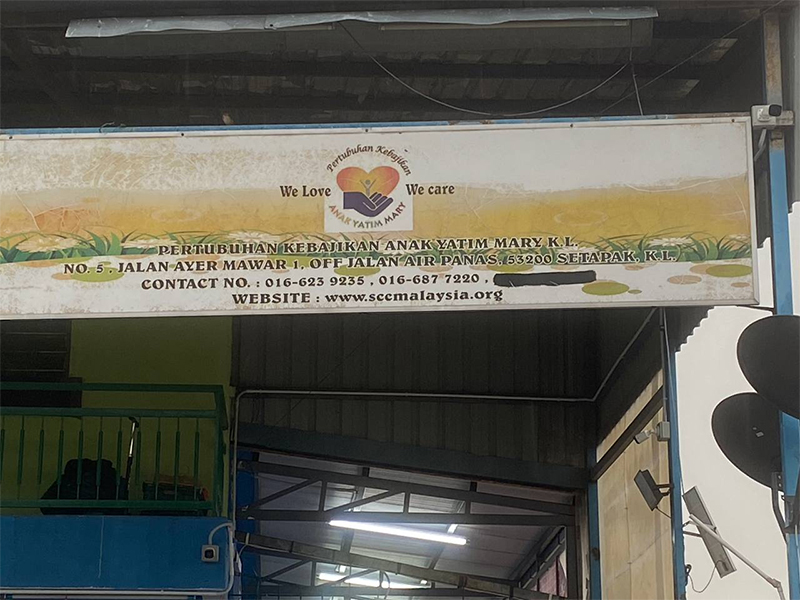 Pertubuhan Kebajikan
We Love We care
ANAK YATIM MARY
PERTUBUHAN KEBAJIKAN ANAK YATIM MARY K.L.
NO. 5 , JALAN AYER MAWAR 1, OFF JALAN AIR PANAS, 53200 SETAPAK, K.L,
CONTACT NO. : 016-623 9235 , 016-687 7220 ,
WEBSITE : www.sccmalaysia.org